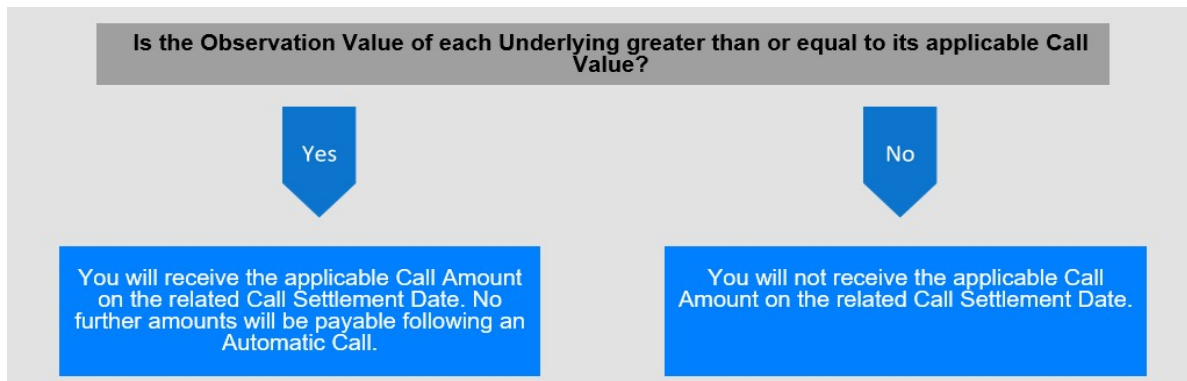 Is the Observation Value of each Underlying greater than or equal to its applicable Call
Value?
Yes
No
You will receive the applicable Call Amount
on the related Call Settlement Date. No
further amounts will be payable following an
Automatic Call.
You will not receive the applicable Call
Amount on the related Call Settlement Date.